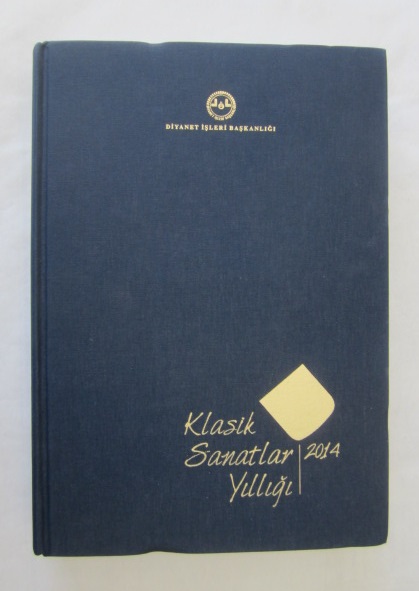 DİYANET İŞLERİ BAŞKANLIĞI
Klasik
Sanatlar 2014
Yıllığı